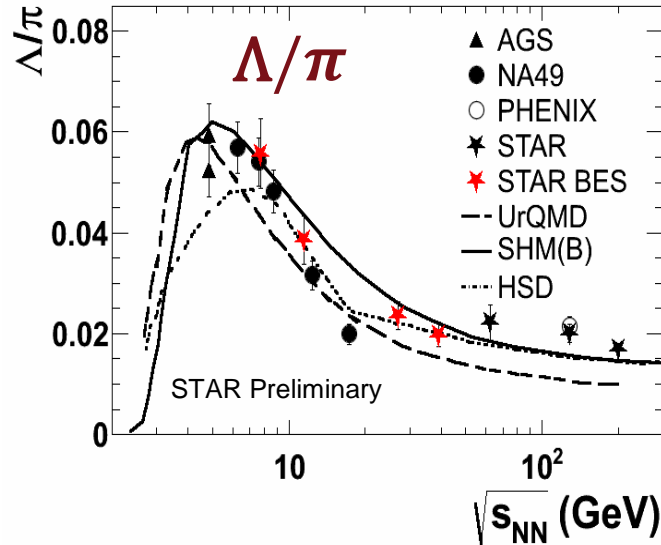 Λ/π
0.08
0.06
0.04
0.02
0
Λ/π
AGS
NA49
PHENIX
STAR
STAR BES
UrQMD
SHM(B)
HSD
STAR Preliminary
10
10²
√s_NN (GeV)